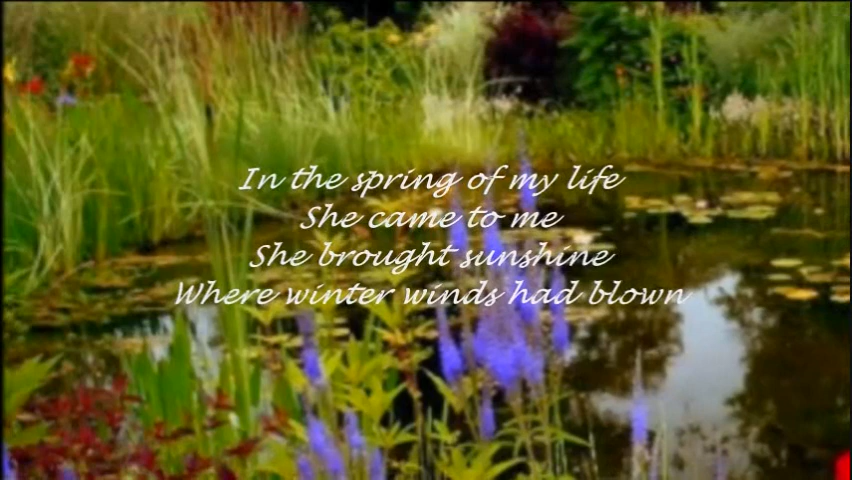 In the spring of my life
She came to me
She brought sunshine
Where winter winds had blown